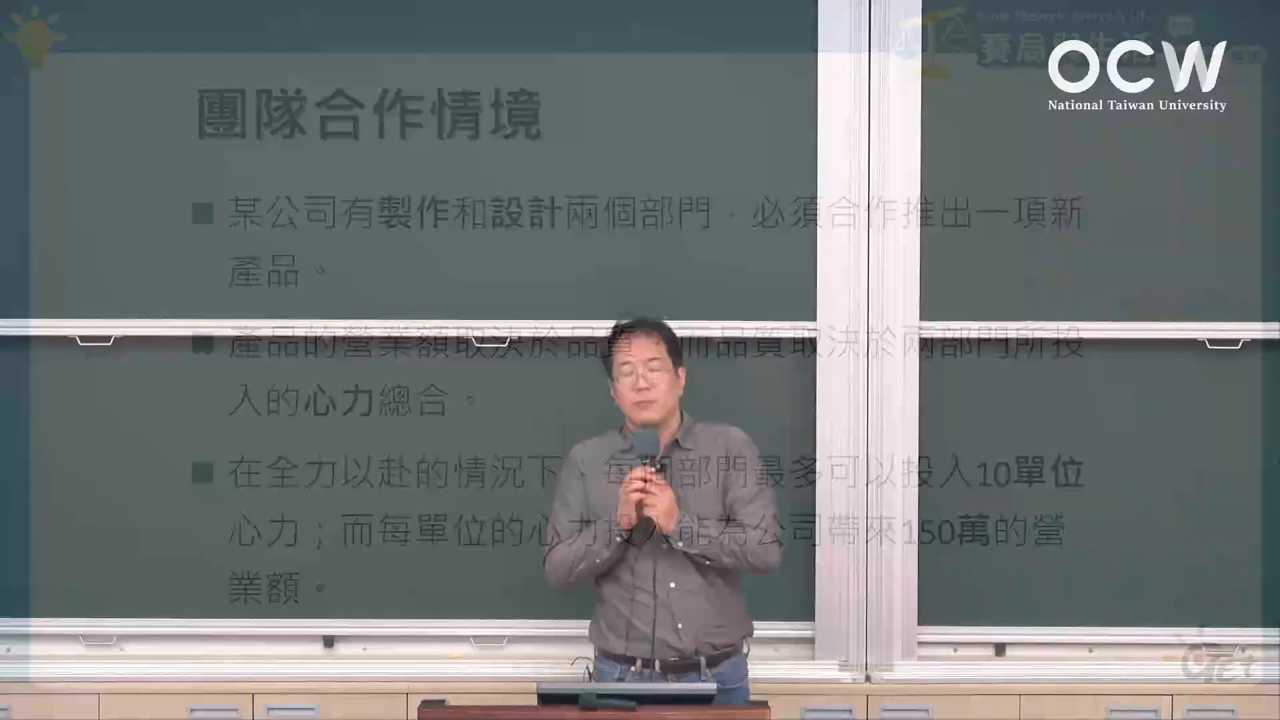 賽局與生活
OCW
National Taiwan University
團隊合作情境
某公司有製作和設計兩個部門，必須合作推出一項新
產品。
產品的營業額取決於品質，而品質取決於兩部門所投
入的心力總合。
在全力以赴的情況下，每個部門最多可以投入10單位
心力；而每單位的心力投入能為公司帶來150萬的營
業額。